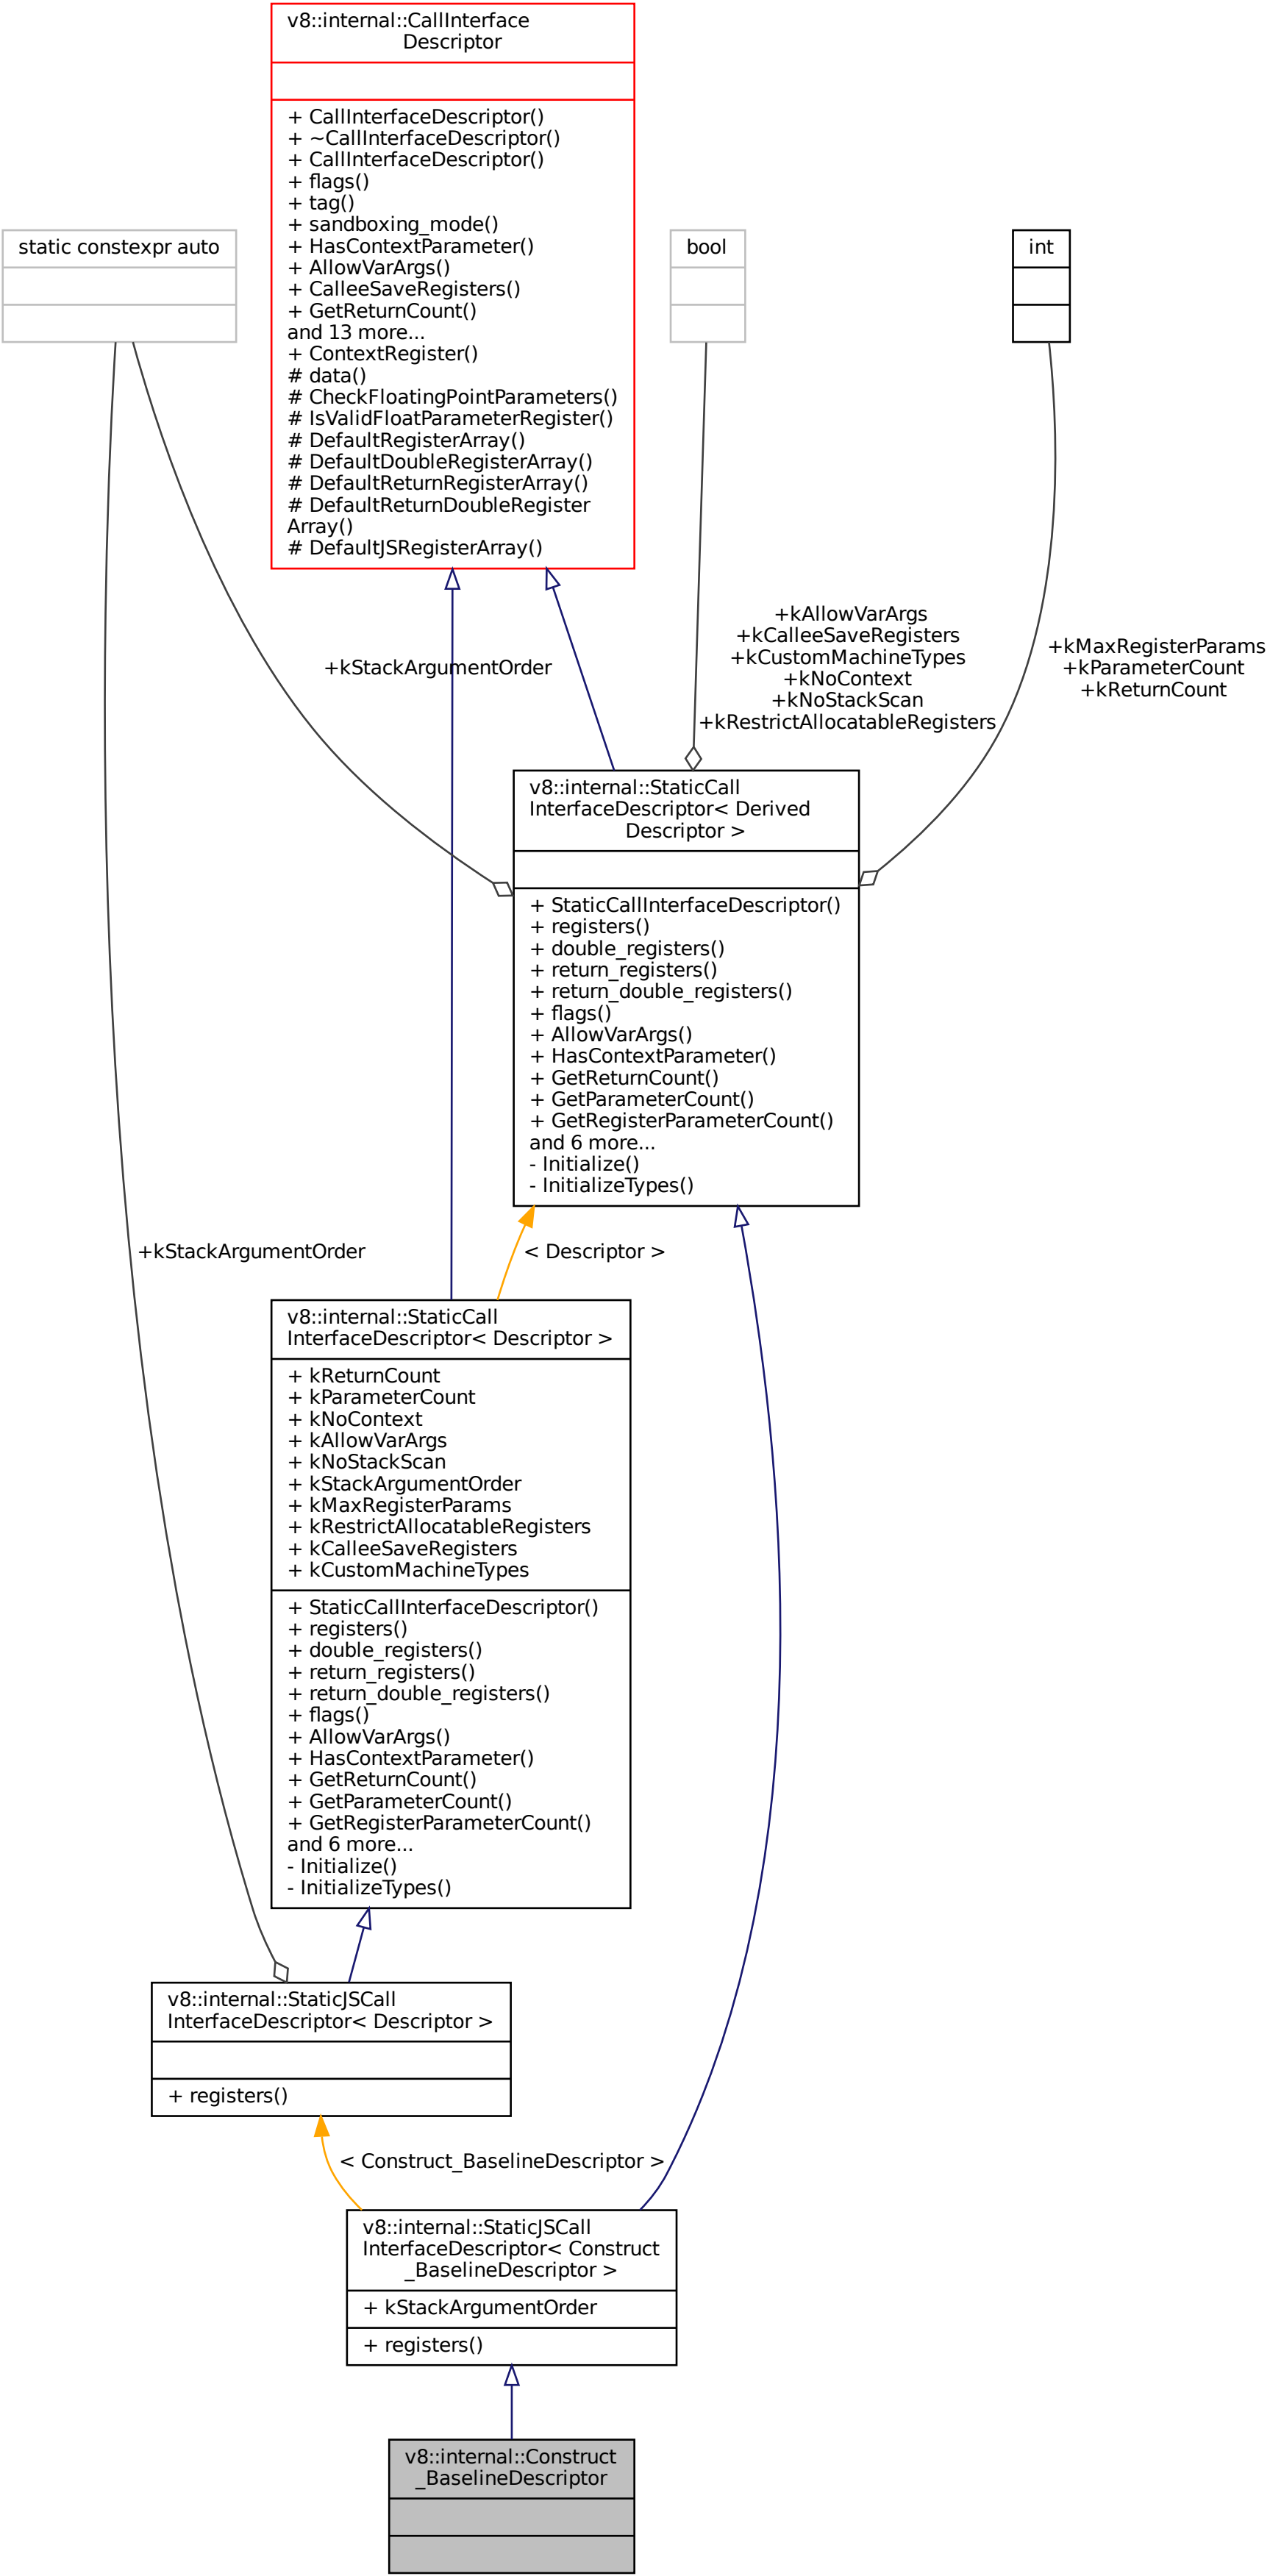 v8::internal::CallInterface
Descriptor
+ CallInterfaceDescriptor()
+ ~CallInterfaceDescriptor()
+ CallInterfaceDescriptor()
+ flags()
+ tag()
+ sandboxing_mode()
+ HasContextParameter()
+ AllowVarArgs()
+ CalleeSaveRegisters()
+ GetReturnCount()
and 13 more...
+ ContextRegister()
# data()
# CheckFloatingPointParameters()
# IsValidFloatParameterRegister()
# DefaultRegisterArray()
# DefaultDoubleRegisterArray()
# DefaultReturnRegisterArray()
# DefaultReturnDoubleRegister
Array()
# DefaultJSRegisterArray()
static constexpr auto
bool
int
+kStackArgumentOrder
+kAllowVarArgs
+kCalleeSaveRegisters
+kCustomMachineTypes
+kNoContext
+kNoStackScan
+kRestrictAllocatableRegisters
+kMaxRegisterParams
+kParameterCount
+kReturnCount
v8::internal::StaticCall
InterfaceDescriptor< Derived
Descriptor >
+ StaticCallInterfaceDescriptor()
+ registers()
+ double_registers()
+ return_registers()
+ return_double_registers()
+ flags()
+ AllowVarArgs()
+ HasContextParameter()
+ GetReturnCount()
+ GetParameterCount()
+ GetRegisterParameterCount()
and 6 more...
- Initialize()
- InitializeTypes()
+kStackArgumentOrder
< Descriptor >
v8::internal::StaticCall
InterfaceDescriptor< Descriptor >
+ kReturnCount
+ kParameterCount
+ kNoContext
+ kAllowVarArgs
+ kNoStackScan
+ kStackArgumentOrder
+ kMaxRegisterParams
+ kRestrictAllocatableRegisters
+ kCalleeSaveRegisters
+ kCustomMachineTypes
+ StaticCallInterfaceDescriptor()
+ registers()
+ double_registers()
+ return_registers()
+ return_double_registers()
+ flags()
+ AllowVarArgs()
+ HasContextParameter()
+ GetReturnCount()
+ GetParameterCount()
+ GetRegisterParameterCount()
and 6 more...
- Initialize()
- InitializeTypes()
v8::internal::StaticJSCall
InterfaceDescriptor< Descriptor >
+ registers()
< Construct_BaselineDescriptor >
v8::internal::StaticJSCall
InterfaceDescriptor< Construct
_BaselineDescriptor >
+ kStackArgumentOrder
+ registers()
v8::internal::Construct
_BaselineDescriptor